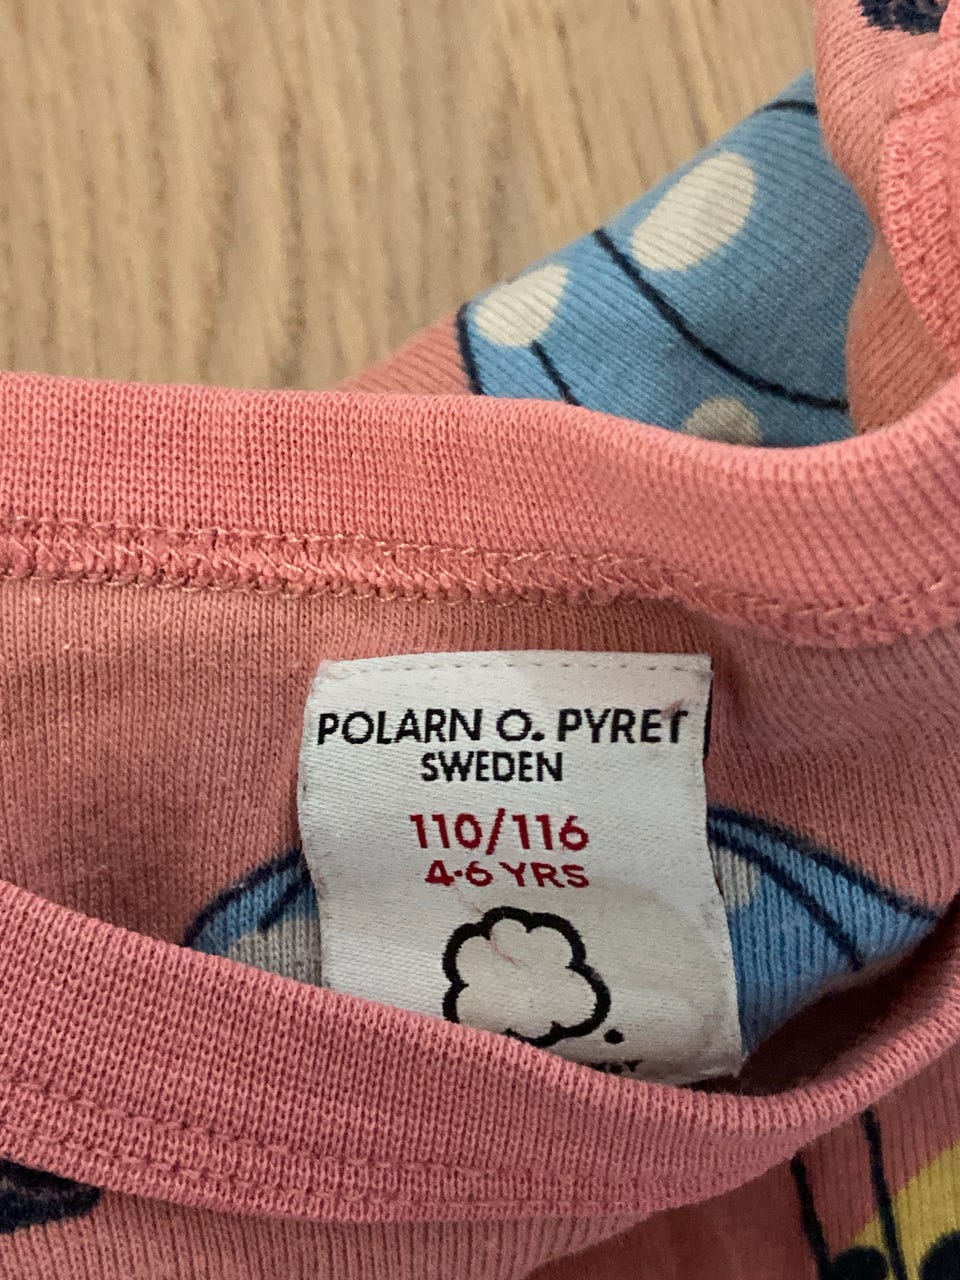 POLARN O. PYRET
SWEDEN
110/116
4-6 YRS